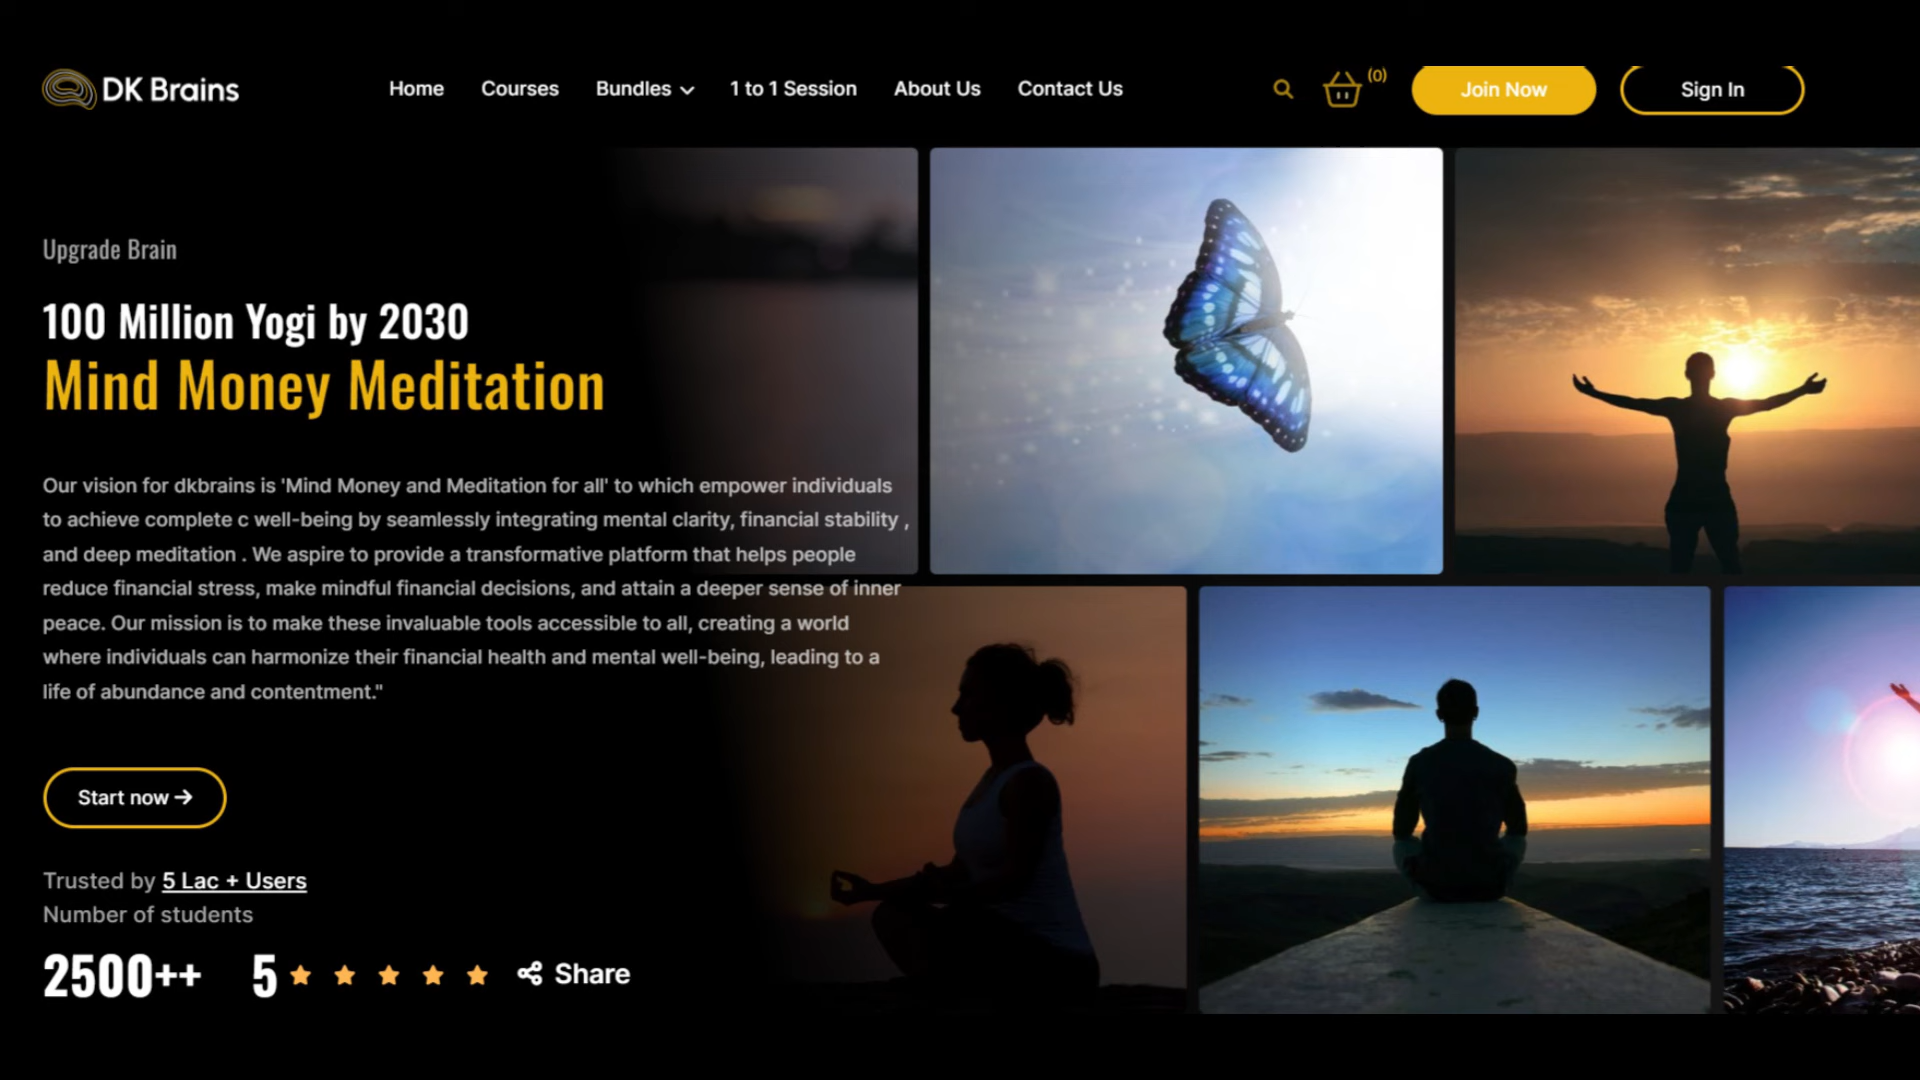 DK Brains
Home Courses Bundles 1 to 1 Session About Us Contact Us (0) Join Now Sign In
Upgrade Brain
100 Million Yogi by 2030
Mind Money Meditation
Our vision for dkbrains is 'Mind Money and Meditation for all' to which empower individuals
to achieve complete c well-being by seamlessly integrating mental clarity, financial stability ,
and deep meditation . We aspire to provide a transformative platform that helps people
reduce financial stress, make mindful financial decisions, and attain a deeper sense of inner
peace. Our mission is to make these invaluable tools accessible to all, creating a world
where individuals can harmonize their financial health and mental well-being, leading to a
life of abundance and contentment."
Start now →
Trusted by 5 Lac + Users
Number of students
2500++ 5 Share